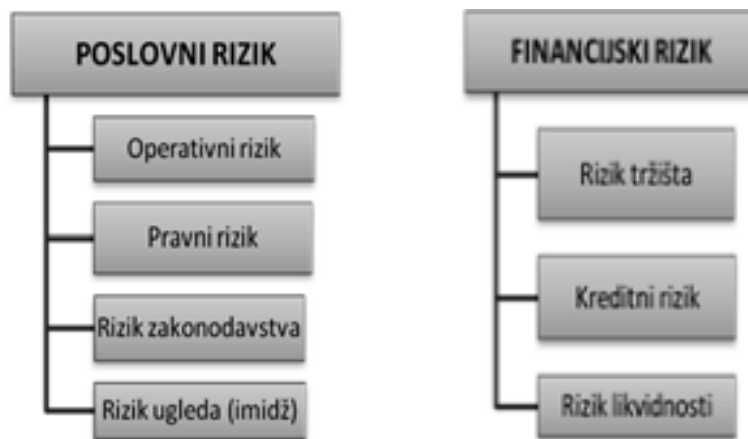 POSLOVNI RIZIK
Operativni rizik
Pravni rizik
Rizik zakonodavstva
Rizik ugleda (imidž)
FINANCIJSKI RIZIK
Rizik tržišta
Kreditni rizik
Rizik likvidnosti